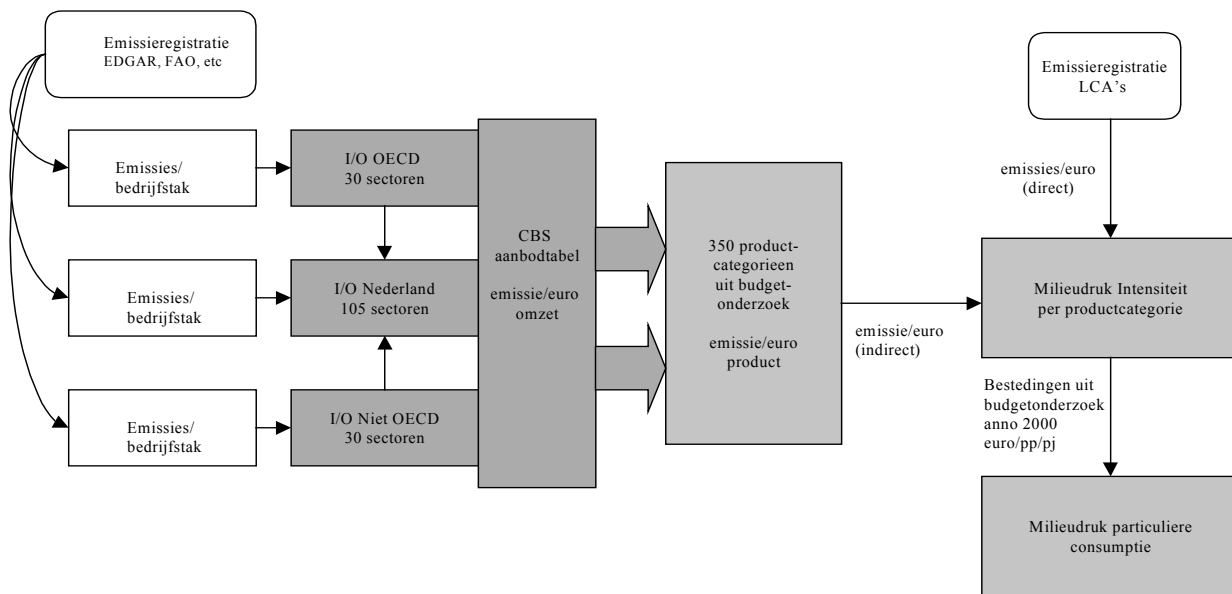 Emissieregistratie
EDGAR, FAO, etc
Emissies/
bedrijfstak
I/O OECD
30 sectoren
Emissies/
bedrijfstak
I/O Nederland
105 sectoren
Emissies/
bedrijfstak
I/O Niet OECD
30 sectoren
CBS
aanbodtabel
emissie/euro
omzet
350 product-
categorieen
uit budget-
onderzoek
emissie/euro
product
emissie/euro
(indirect)
Emissieregistratie
LCA's
emissies/euro
(direct)
Milieudruk Intensiteit
per productcategorie
Bestedingen uit
budgetonderzoek
anno 2000
euro/pp/pj
Milieudruk particuliere
consumptie